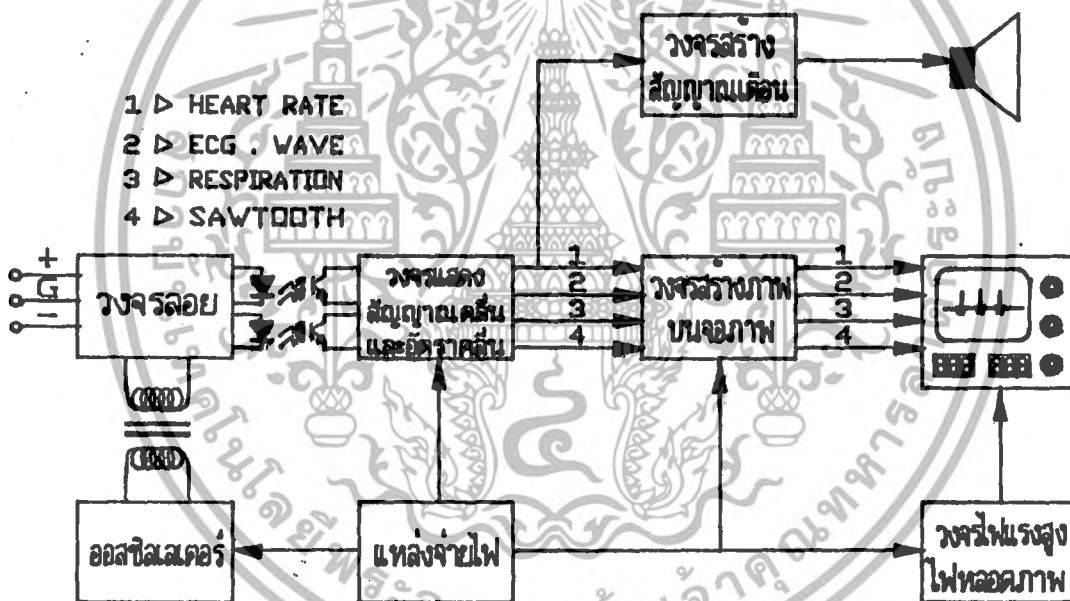 วงจรสร้าง
สัญญาณเตือน
1 ▷ HEART RATE
2 ▷ ECG . WAVE
3 ▷ RESPIRATION
4 ▷ SAWTOOTH
+
G
-
วงจรลอย
วงจรแสดง
สัญญาณคลื่น
และอัตราคลื่น
1
2
3
4
วงจรสร้างภาพ
บนจอภาพ
1
2
3
4
ออสซิลเลเตอร์
แหล่งจ่ายไฟ
วงจรไฟแรงสูง
ไฟหลอดภาพ